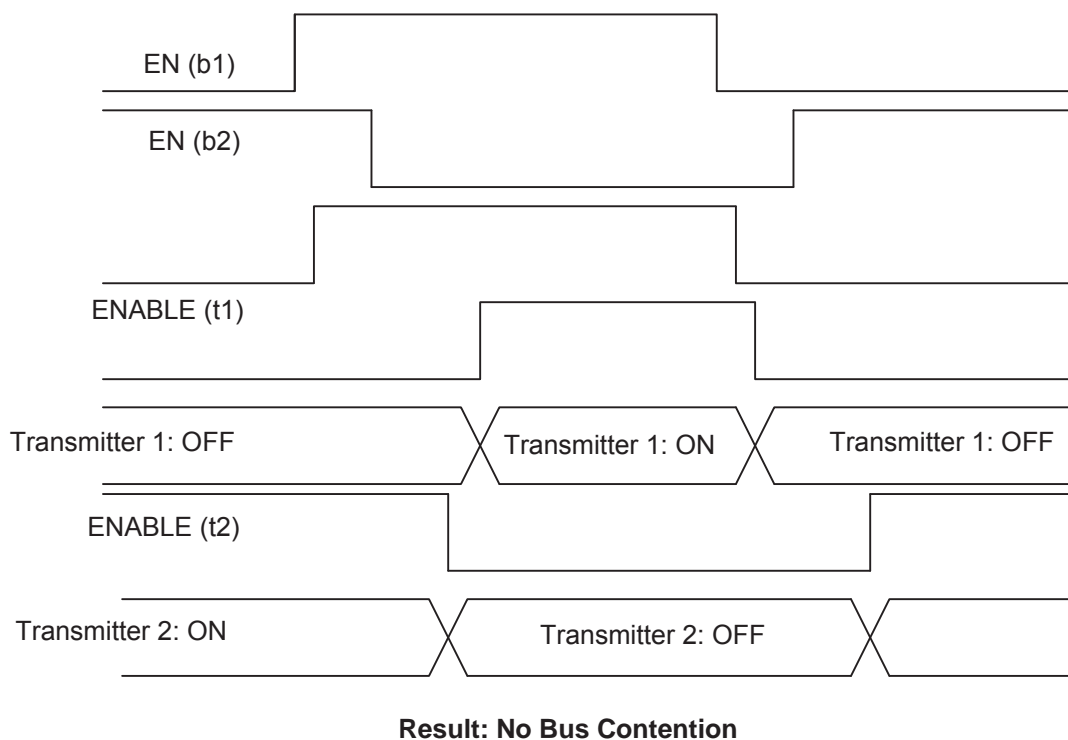 EN (b1)
EN (b2)
ENABLE (t1)
Transmitter 1: OFF
Transmitter 1: ON
Transmitter 1: OFF
ENABLE (t2)
Transmitter 2: ON
Transmitter 2: OFF
Result: No Bus Contention